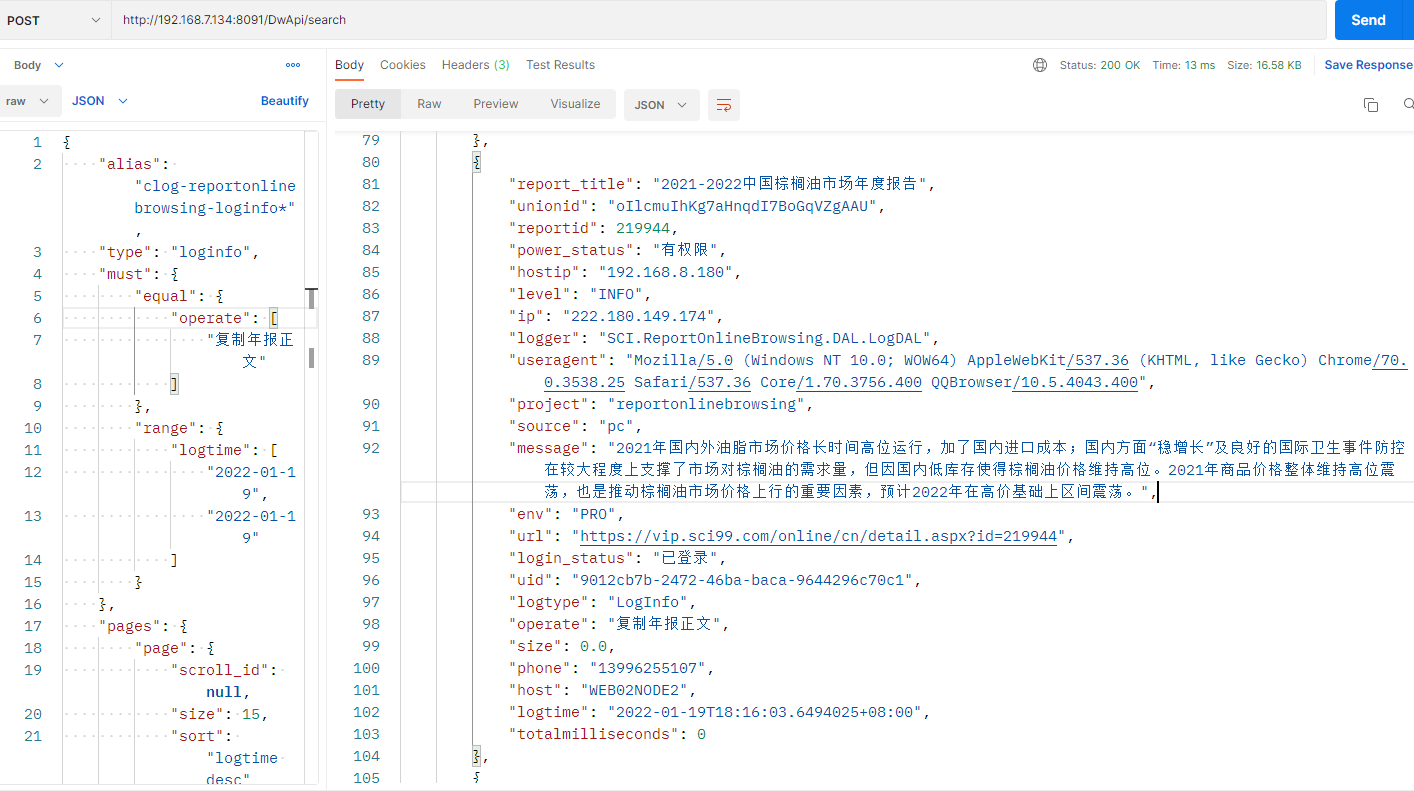 POST http://192.168.7.134:8091/DwApi/search Send
Body
raw JSON Beautify
1 {
2 "alias":
"clog-reportonline
browsing-loginfo*"
,
3 "type": "loginfo",
4 "must": {
5 "equal": {
6 "operate": [
7 "复制年报正
文"
8 ]
9 },
10 "range": {
11 "logtime": [
12 "2022-01-1
9",
13 "2022-01-1
9"
14 ]
15 }
16 },
17 "pages": {
18 "page": {
19 "scroll_id":
null,
20 "size": 15,
21 "sort":
"logtime
desc"
Body Cookies Headers (3) Test Results Status: 200 OK Time: 13 ms Size: 16.58 KB Save Response
Pretty Raw Preview Visualize JSON
79 },
80 {
81 "report_title": "2021-2022中国棕榈油市场年度报告",
82 "unionid": "oIlcmuIhKg7aHnqdI7BoGqVZgAAU",
83 "reportid": 219944,
84 "power_status": "有权限",
85 "hostip": "192.168.8.180",
86 "level": "INFO",
87 "ip": "222.180.149.174",
88 "logger": "SCI.ReportOnlineBrowsing.DAL.LogDAL",
89 "useragent": "Mozilla/5.0 (Windows NT 10.0; WOW64) AppleWebKit/537.36 (KHTML, like Gecko) Chrome/70.
0.3538.25 Safari/537.36 Core/1.70.3756.400 QQBrowser/10.5.4043.400",
90 "project": "reportonlinebrowsing",
91 "source": "pc",
92 "message": "2021年国内外油脂市场价格长时间高位运行，加了国内进口成本；国内方面“稳增长”及良好的国际卫生事件防控
在较大程度上支撑了市场对棕榈油的需求量，但因国内低库存使得棕榈油价格维持高位。2021年商品价格整体维持高位震
荡，也是推动棕榈油市场价格上行的重要因素，预计2022年在高价基础上区间震荡。",
93 "env": "PRO",
94 "url": "https://vip.sci99.com/online/cn/detail.aspx?id=219944",
95 "login_status": "已登录",
96 "uid": "9012cb7b-2472-46ba-baca-9644296c70c1",
97 "logtype": "LogInfo",
98 "operate": "复制年报正文",
99 "size": 0.0,
100 "phone": "13996255107",
101 "host": "WEB02NODE2",
102 "logtime": "2022-01-19T18:16:03.6494025+08:00",
103 "totalmilliseconds": 0
104 },
105 {